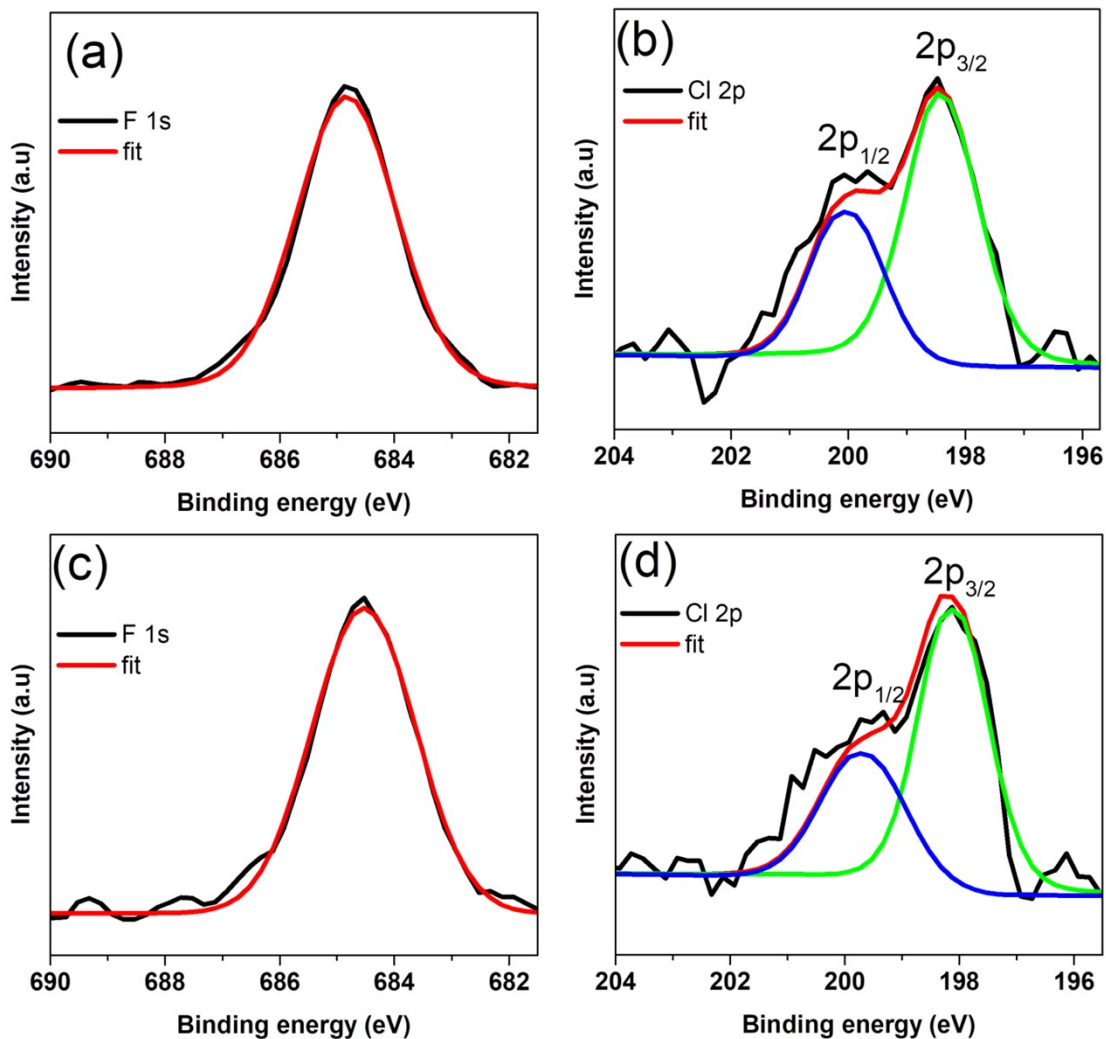 (a)
F 1s
fit
Intensity (a.u)
690 688 686 684 682
Binding energy (eV)
(b)
2p3/2
Cl 2p
fit
2p1/2
Intensity (a.u)
204 202 200 198 196
Binding energy (eV)
(c)
F 1s
fit
Intensity (a.u)
690 688 686 684 682
Binding energy (eV)
(d)
2p3/2
Cl 2p
fit
2p1/2
Intensity (a.u)
204 202 200 198 196
Binding energy (eV)